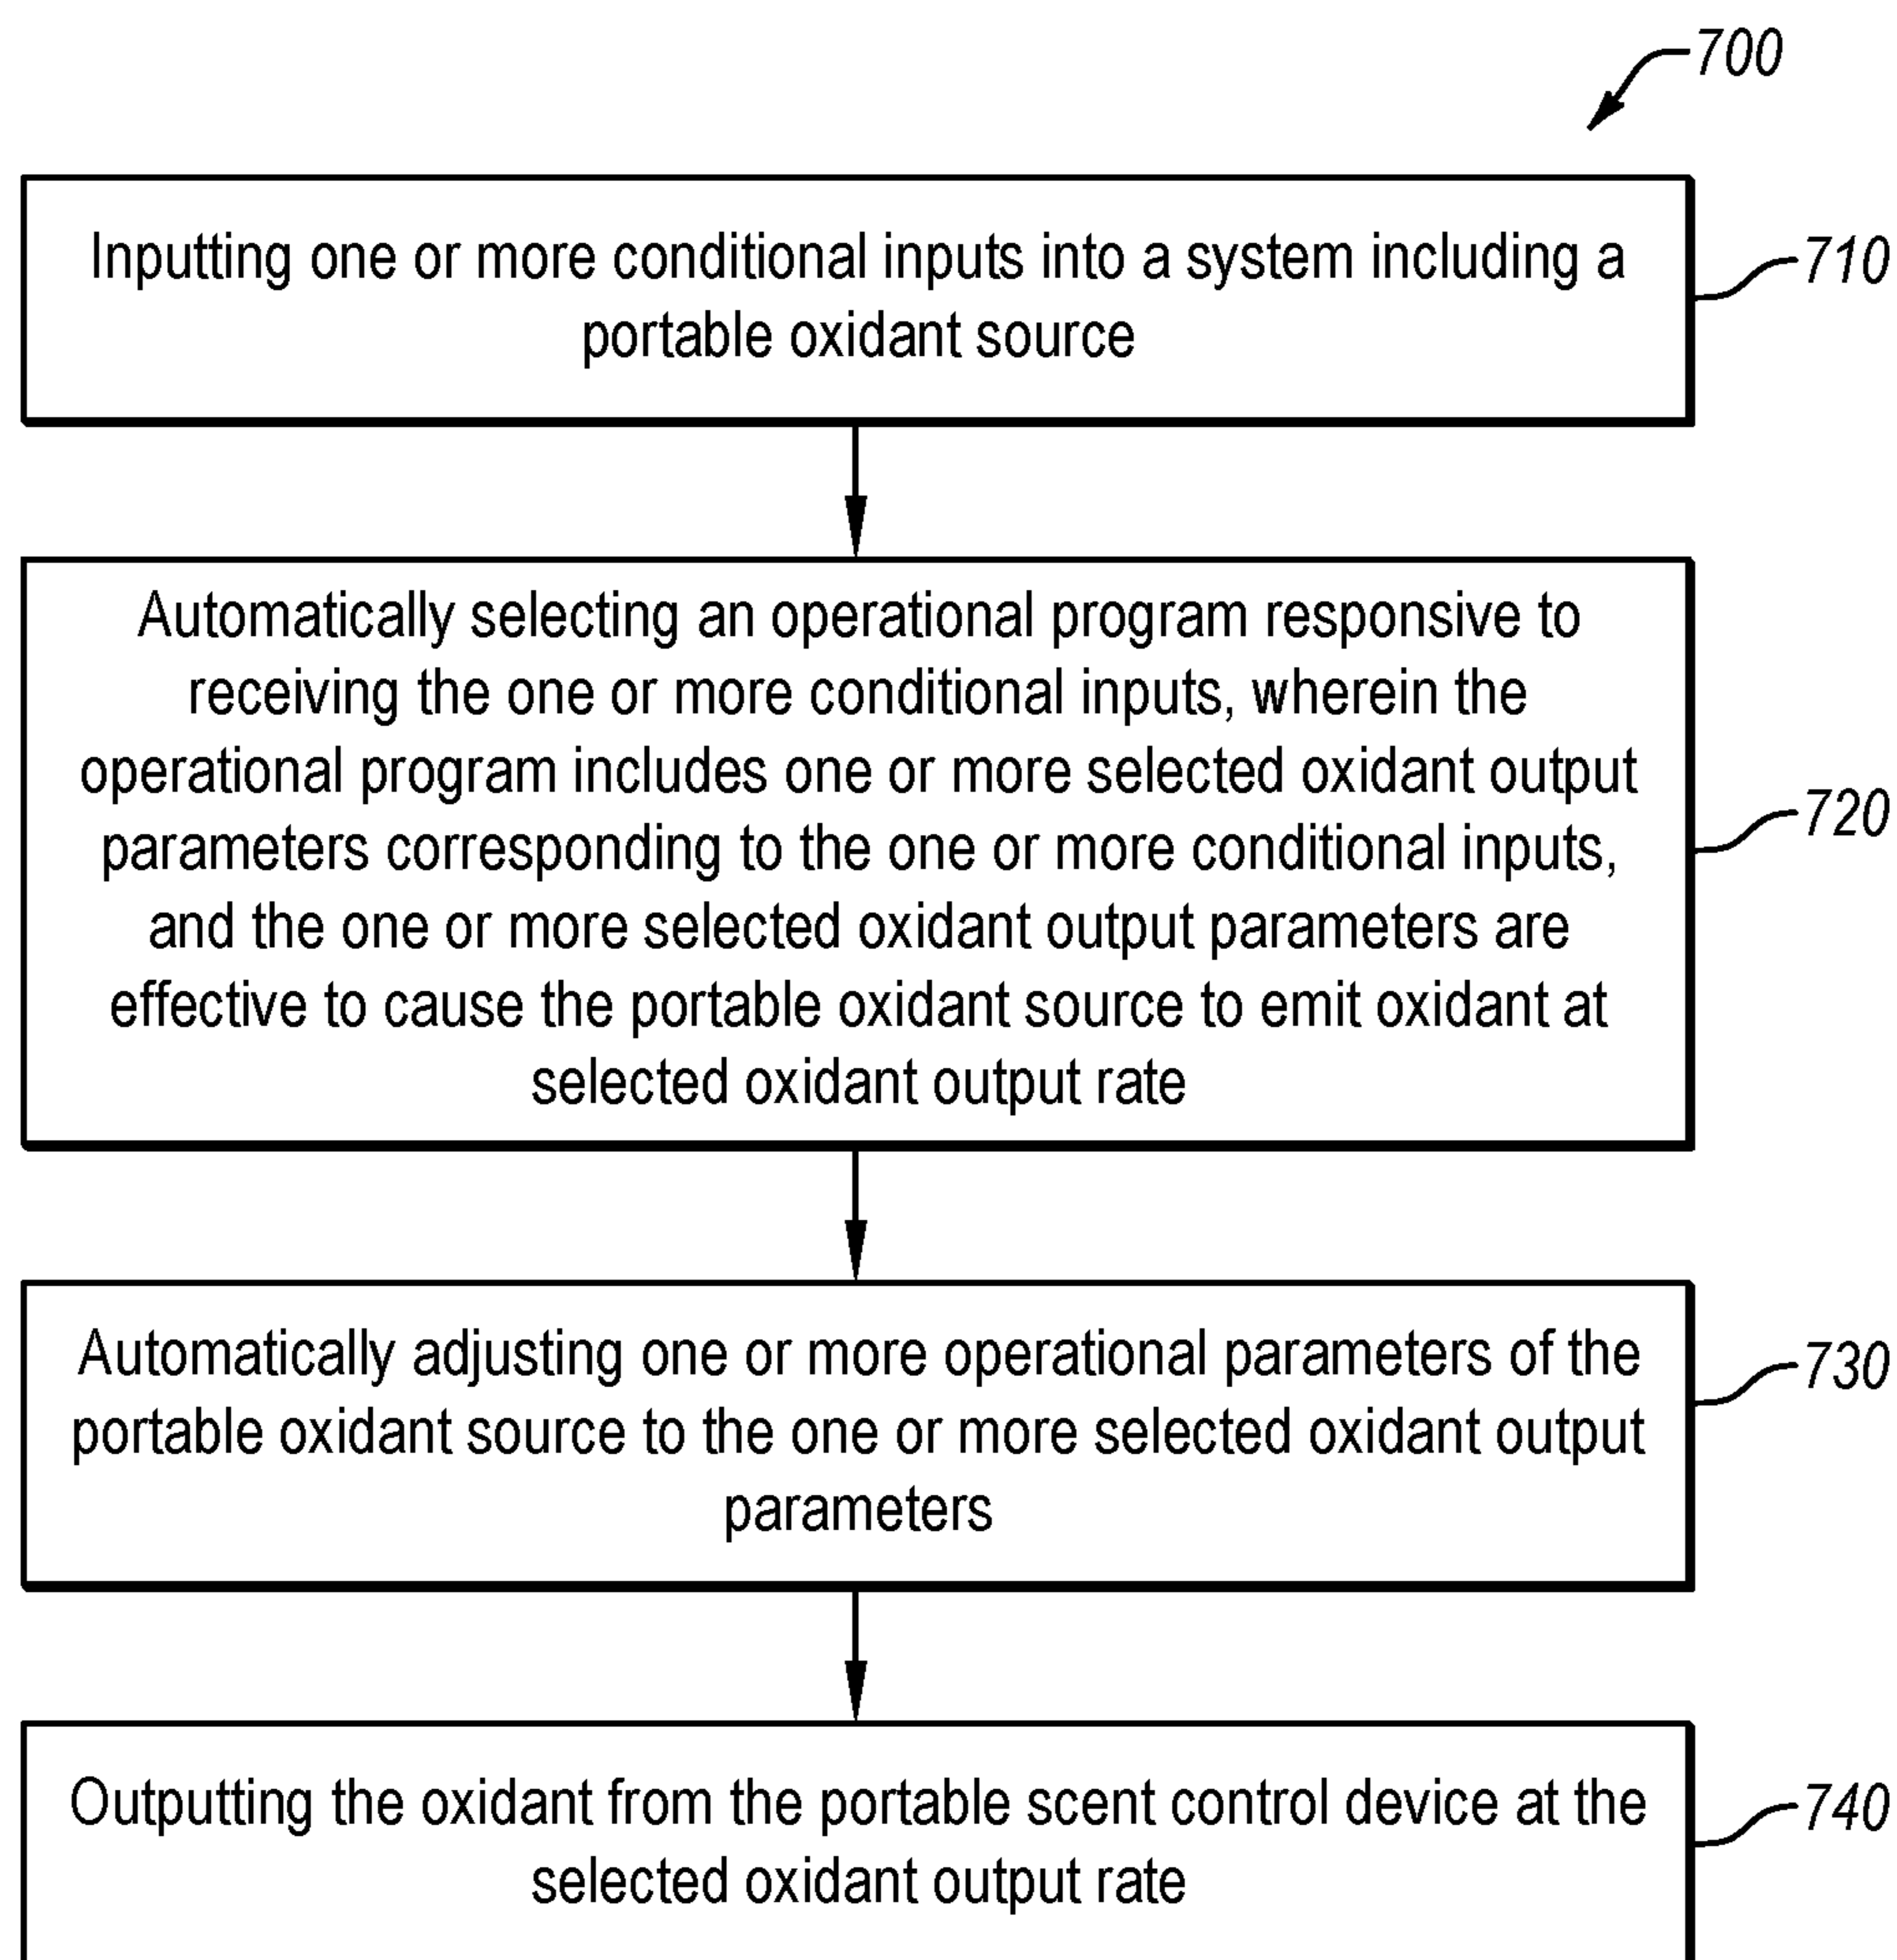 700
Inputting one or more conditional inputs into a system including a
portable oxidant source
710
Automatically selecting an operational program responsive to
receiving the one or more conditional inputs, wherein the
operational program includes one or more selected oxidant output
parameters corresponding to the one or more conditional inputs,
and the one or more selected oxidant output parameters are
effective to cause the portable oxidant source to emit oxidant at
selected oxidant output rate
720
Automatically adjusting one or more operational parameters of the
portable oxidant source to the one or more selected oxidant output
parameters
730
Outputting the oxidant from the portable scent control device at the
selected oxidant output rate
740